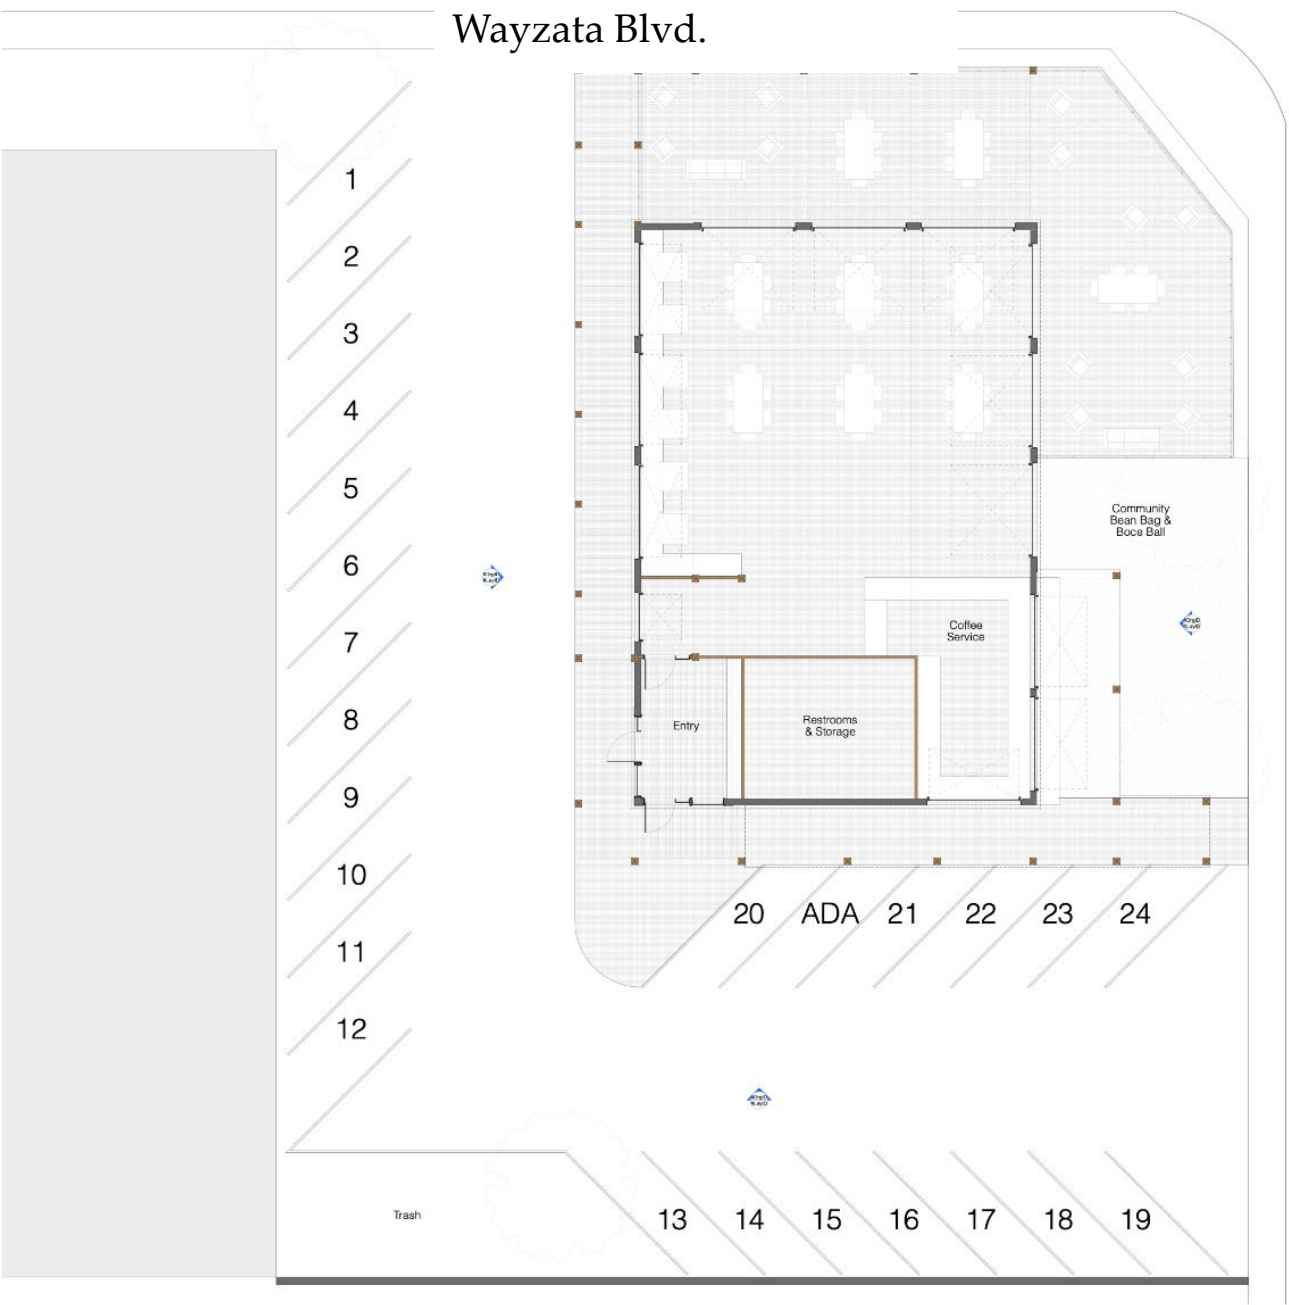 Wayzata Blvd.
1
2
3
4
5
6
7
8
9
10
11
12
Community
Bean Bag &
Boce Ball
Coffee
Service
Entry
Restrooms
& Storage
20 ADA 21 22 23 24
Trash
13 14 15 16 17 18 19